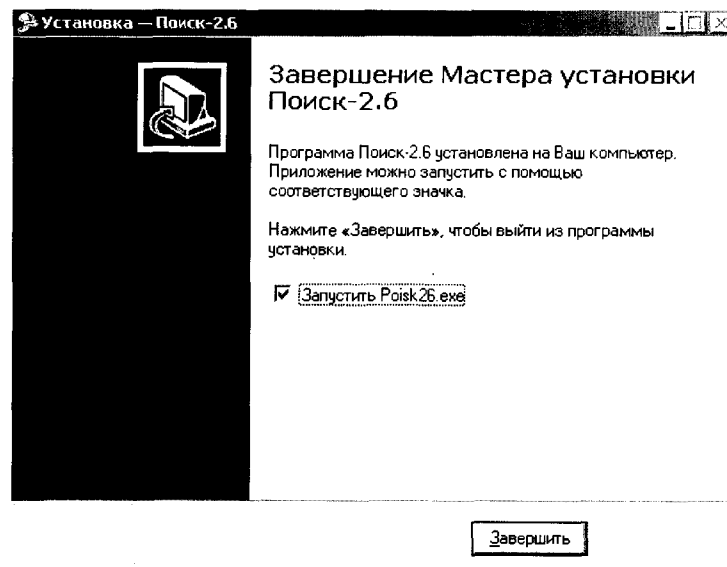 Установка — Поиск-2.6
Завершение Мастера установки
Поиск-2.6
Программа Поиск-2.6 установлена на Ваш компьютер.
Приложение можно запустить с помощью
соответствующего значка.
Нажмите «Завершить», чтобы выйти из программы
установки.
Запустить Poisk26.exe
Завершить